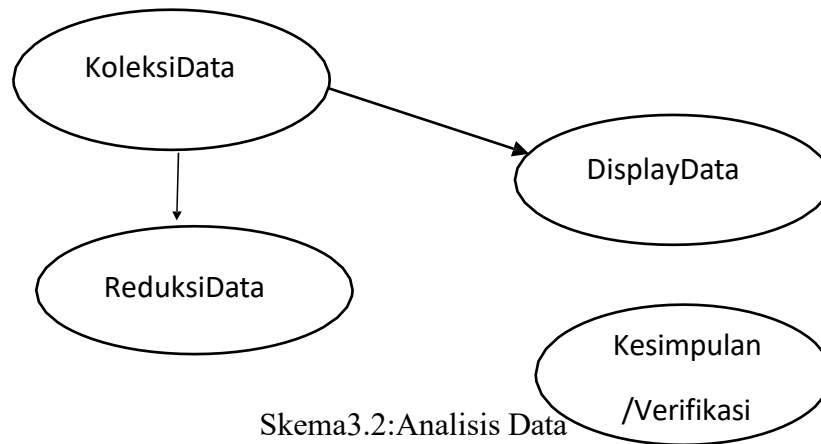 KoleksiData
DisplayData
ReduksiData
Kesimpulan
/Verifikasi
Skema3.2:Analisis Data